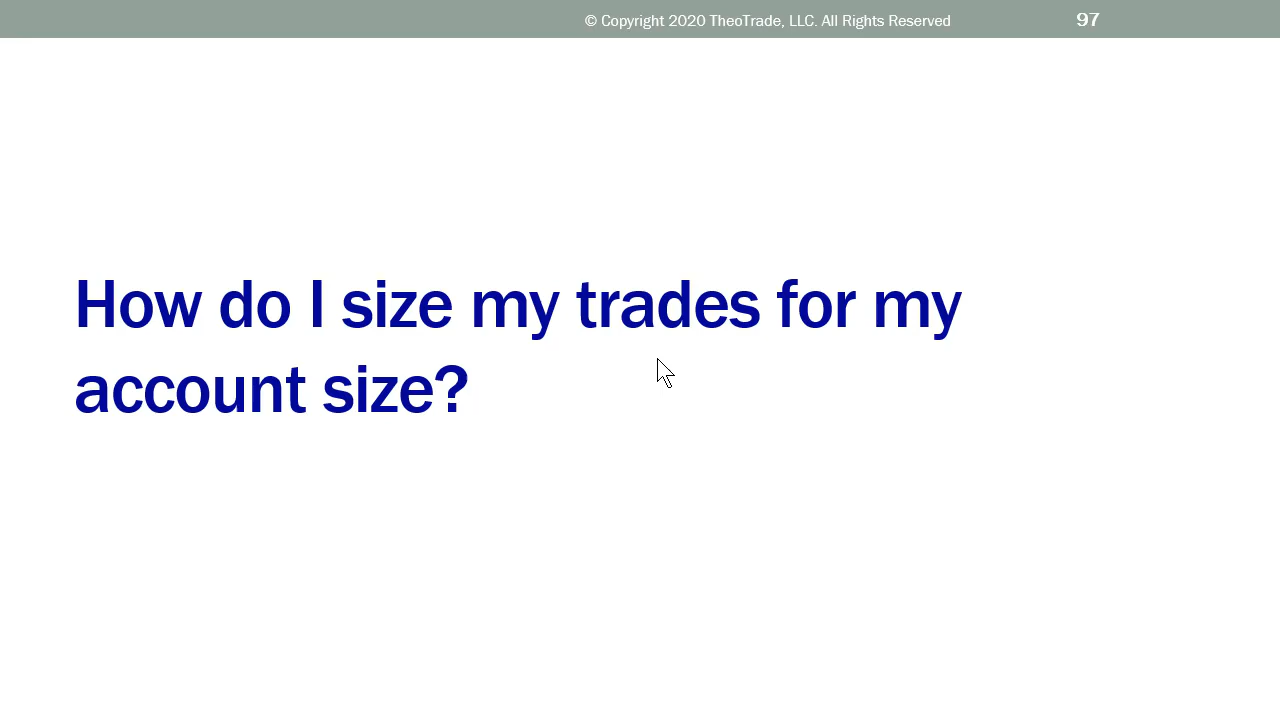 © Copyright 2020 TheoTrade, LLC. All Rights Reserved 97
How do I size my trades for my
account size?